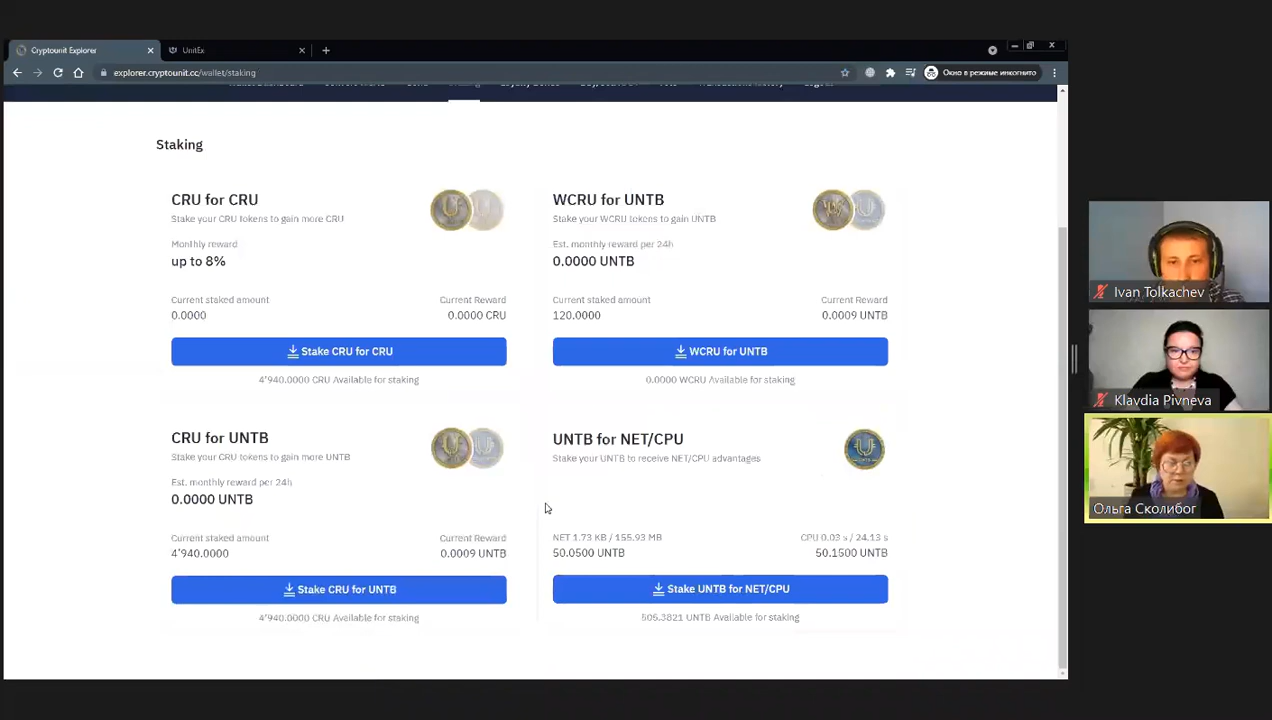 Cryptounit Explorer
UnitEx
explorer.cryptounit.cc/wallet/staking
Окно в режиме инкогнито
Staking
CRU for CRU
Stake your CRU tokens to gain more CRU
Monthly reward
up to 8%
Current staked amount
Current Reward
0.0000
0.0000 CRU
Stake CRU for CRU
4'940.0000 CRU Available for staking
WCRU for UNTB
Stake your WCRU tokens to gain UNTB
Est. monthly reward per 24h
0.0000 UNTB
Current staked amount
Current Reward
120.0000
0.0009 UNTB
WCRU for UNTB
0.0000 WCRU Available for staking
CRU for UNTB
Stake your CRU tokens to gain more UNTB
Est. monthly reward per 24h
0.0000 UNTB
Current staked amount
Current Reward
4'940.0000
0.0009 UNTB
Stake CRU for UNTB
4'940.0000 CRU Available for staking
UNTB for NET/CPU
Stake your UNTB to receive NET/CPU advantages
NET 1.73 KB / 155.93 MB
CPU 0.03 s / 24.13 s
50.0500 UNTB
50.1500 UNTB
Stake UNTB for NET/CPU
506.3821 UNTB Available for staking
Ivan Tolkachev
Klavdia Pivneva
Ольга Сколибог